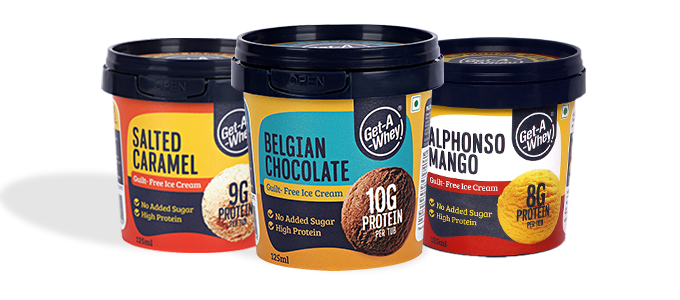 OPEN
Get-A
-Whey!
SALTED
CARAMEL
Guilt- Free Ice Cream
9G
PROTEIN
PER TUB
No Added Sugar
High Protein
125ml
OPEN
Get-A
-Whey!
BELGIAN
CHOCOLATE
Guilt- Free Ice Cream
10G
PROTEIN
PER TUB
No Added Sugar
High Protein
125ml
Get-A
-Whey!
ALPHONSO
MANGO
Guilt- Free Ice Cream
8G
PROTEIN
PER TUB
No Added Sugar
High Protein
125ml